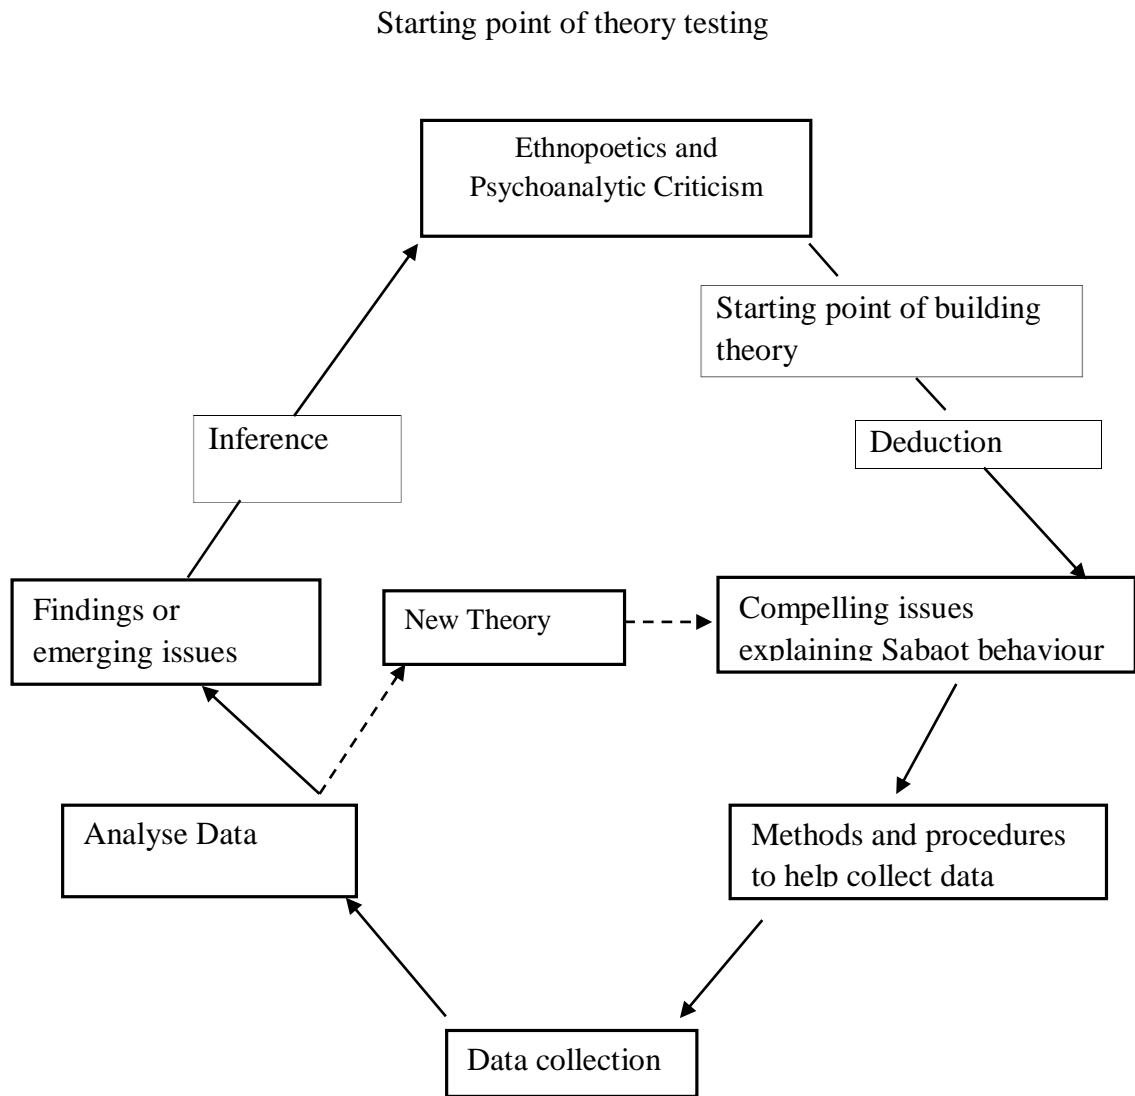 Starting point of theory testing
Ethnopoetics and
Psychoanalytic Criticism
Starting point of building
theory
Inference
Deduction
Findings or
emerging issues
New Theory
Compelling issues
explaining Sabaot behaviour
Analyse Data
Methods and procedures
to help collect data
Data collection